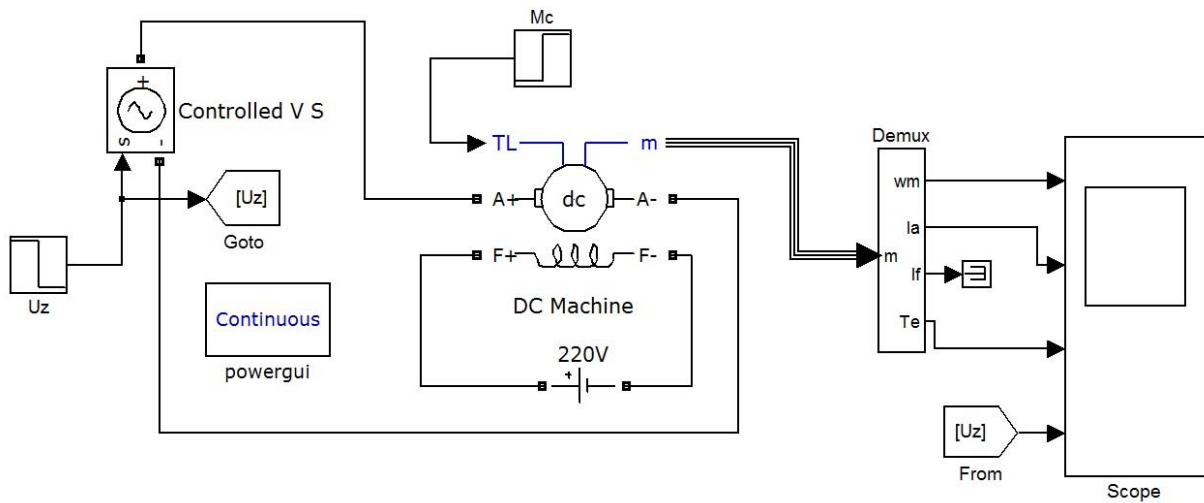 Mc
+
Controlled V S
s
-
TL
m
Demux
wm
[Uz]
A+
dc
A-
Ia
Goto
m
F+
F-
If
Uz
DC Machine
Continuous
Te
220V
powergui
+
[Uz]
From
Scope